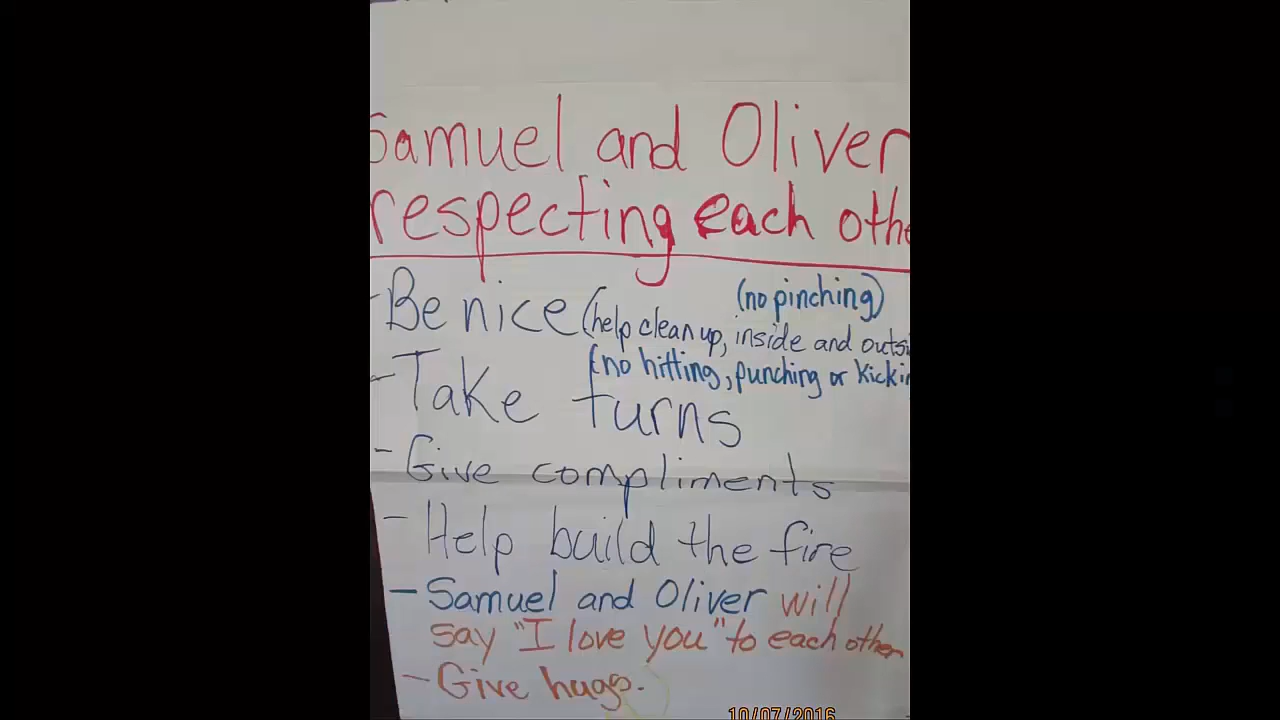 Samuel and Oliver
respecting each othe
- Be nice (help clean up, inside and outsi
(no pinching)
(no hitting, punching or kickin
- Take turns
- Give compliments
- Help build the fire
- Samuel and Oliver will
say "I love you" to each other
- Give hugs.
10/07/2016